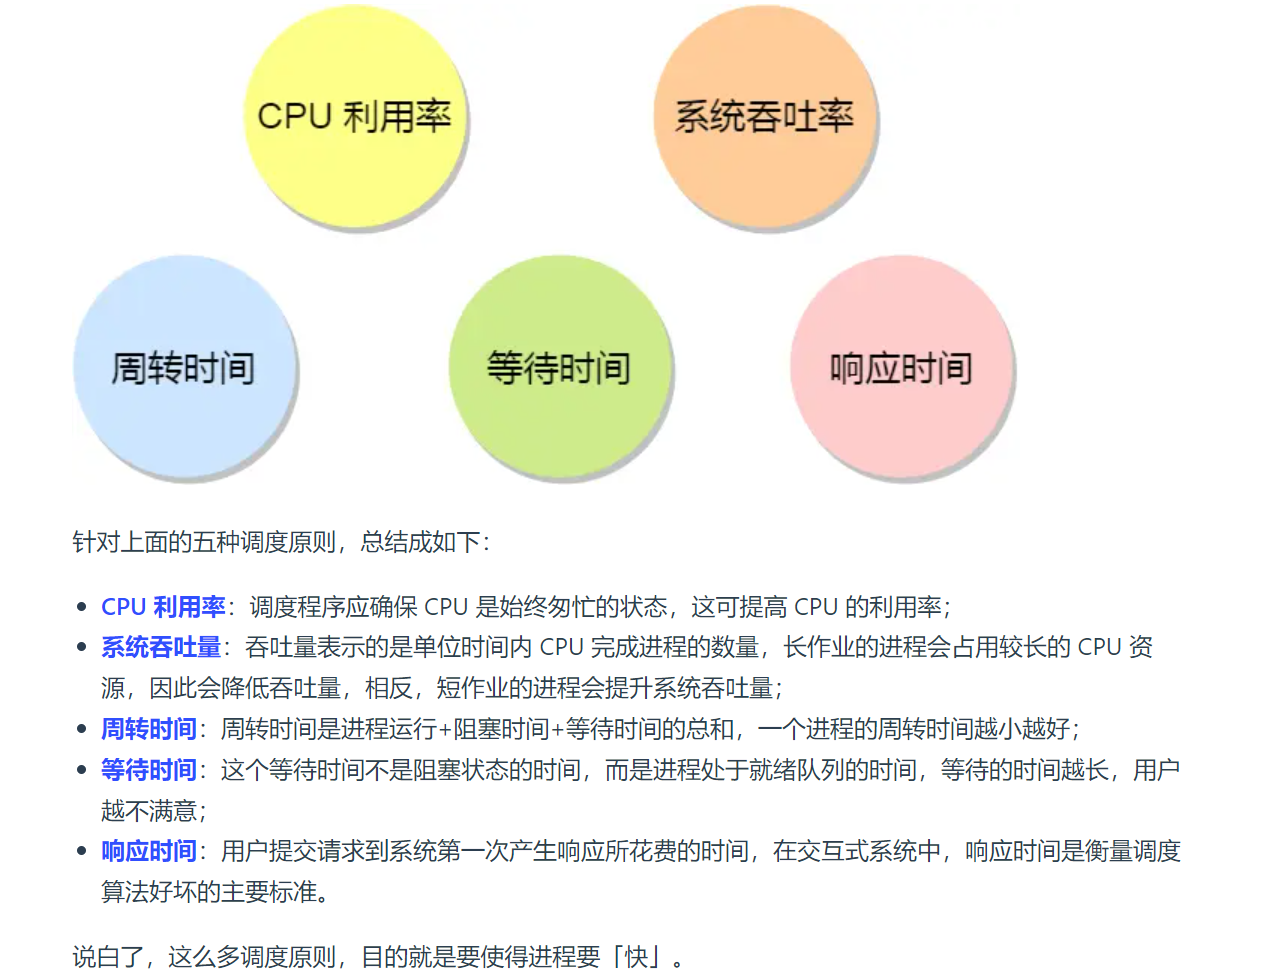 CPU 利用率
系统吞吐率
周转时间
等待时间
响应时间
针对上面的五种调度原则，总结成如下：
CPU 利用率：调度程序应确保 CPU 是始终匆忙的状态，这可提高 CPU 的利用率；
系统吞吐量：吞吐量表示的是单位时间内 CPU 完成进程的数量，长作业的进程会占用较长的 CPU 资
源，因此会降低吞吐量，相反，短作业的进程会提升系统吞吐量；
周转时间：周转时间是进程运行+阻塞时间+等待时间的总和，一个进程的周转时间越小越好；
等待时间：这个等待时间不是阻塞状态的时间，而是进程处于就绪队列的时间，等待的时间越长，用户
越不满意；
响应时间：用户提交请求到系统第一次产生响应所花费的时间，在交互式系统中，响应时间是衡量调度
算法好坏的主要标准。
说白了，这么多调度原则，目的就是要使得进程要「快」。